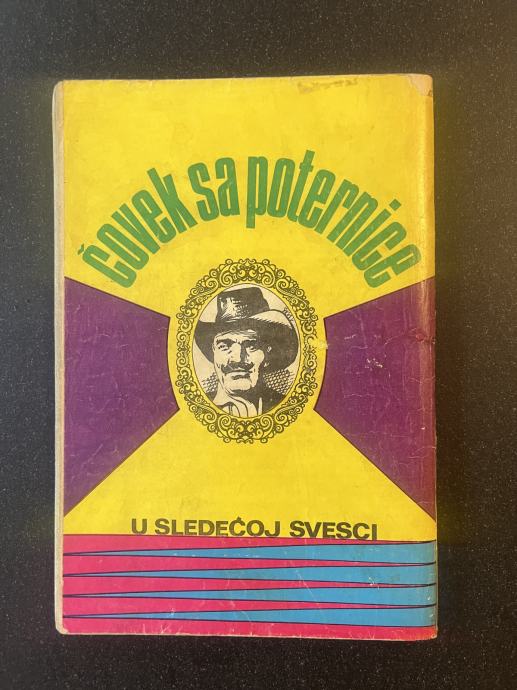 čovek sa poternice
U SLEDEĆOJ SVESCI